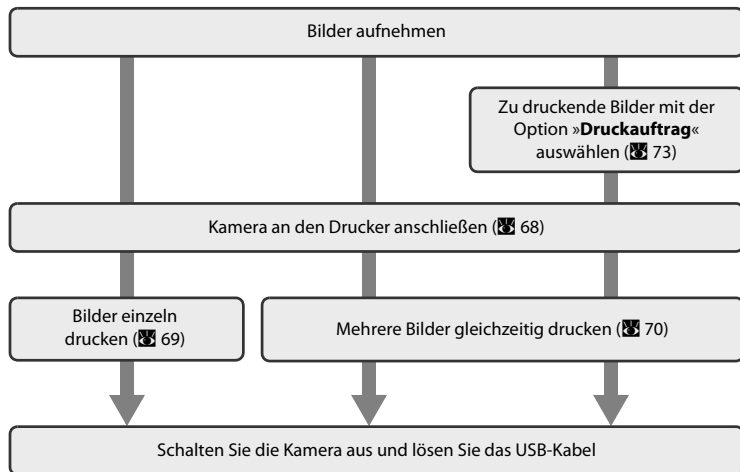 Bilder aufnehmen
Zu druckende Bilder mit der
Option »Druckauftrag«
auswählen (73)
Kamera an den Drucker anschließen (68)
Bilder einzeln
drucken (69)
Mehrere Bilder gleichzeitig drucken (70)
Schalten Sie die Kamera aus und lösen Sie das USB-Kabel